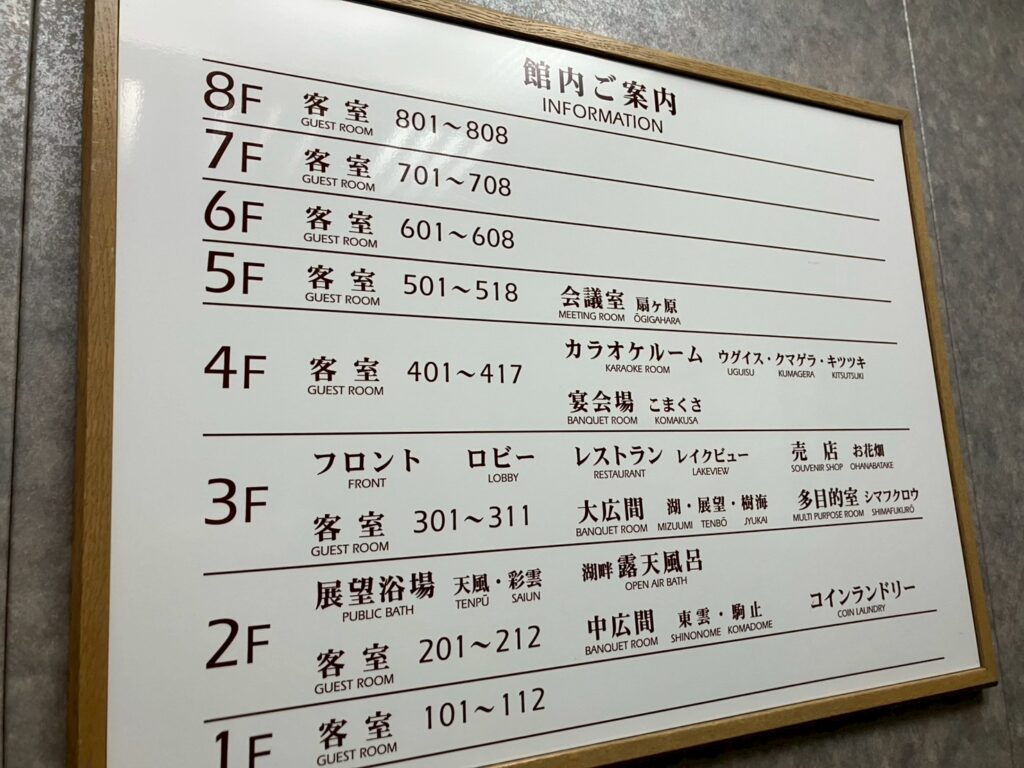 館内ご案内
INFORMATION
8F 客室 801〜808
GUEST ROOM
7F 客室 701〜708
GUEST ROOM
6F 客室 601〜608
GUEST ROOM
5F 客室 501〜518 会議室 扇ヶ原
GUEST ROOM MEETING ROOM ŌGIGAHARA
カラオケルーム ウグイス・クマゲラ・キツツキ
KARAOKE ROOM UGUISU KUMAGERA KITSUTSUKI
4F 客室 401〜417
GUEST ROOM
宴会場 こまくさ
BANQUET ROOM KOMAKUSA
フロント ロビー レストラン レイクビュー 売店 お花畑
FRONT LOBBY RESTAURANT LAKEVIEW SOUVENIR SHOP OHANABATAKE
3F 客室 301〜311 大広間 湖・展望・樹海 多目的室 シマフクロウ
GUEST ROOM BANQUET ROOM MIZUUMI TENBŌ JYUKAI MULTI PURPOSE ROOM SHIMAFUKURŌ
展望浴場 天風・彩雲 湖畔 露天風呂
PUBLIC BATH TENPŪ SAIUN OPEN AIR BATH
2F 客室 201〜212 中広間 東雲・駒止 コインランドリー
GUEST ROOM BANQUET ROOM SHINONOME KOMADOME COIN LAUNDRY
1F 客室 101〜112
GUEST ROOM